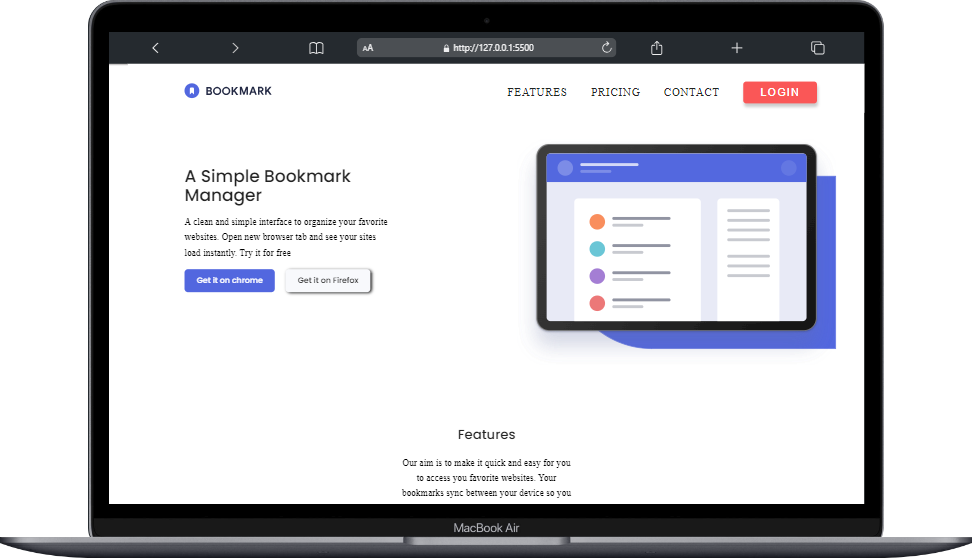 AA
http://127.0.0.1:5500
BOOKMARK
FEATURES PRICING CONTACT LOGIN
A Simple Bookmark
Manager
A clean and simple interface to organize your favorite
websites. Open new browser tab and see your sites
load instantly. Try it for free
Get it on chrome Get it on Firefox
Features
Our aim is to make it quick and easy for you
to access you favorite websites. Your
bookmarks sync between your device so you
MacBook Air